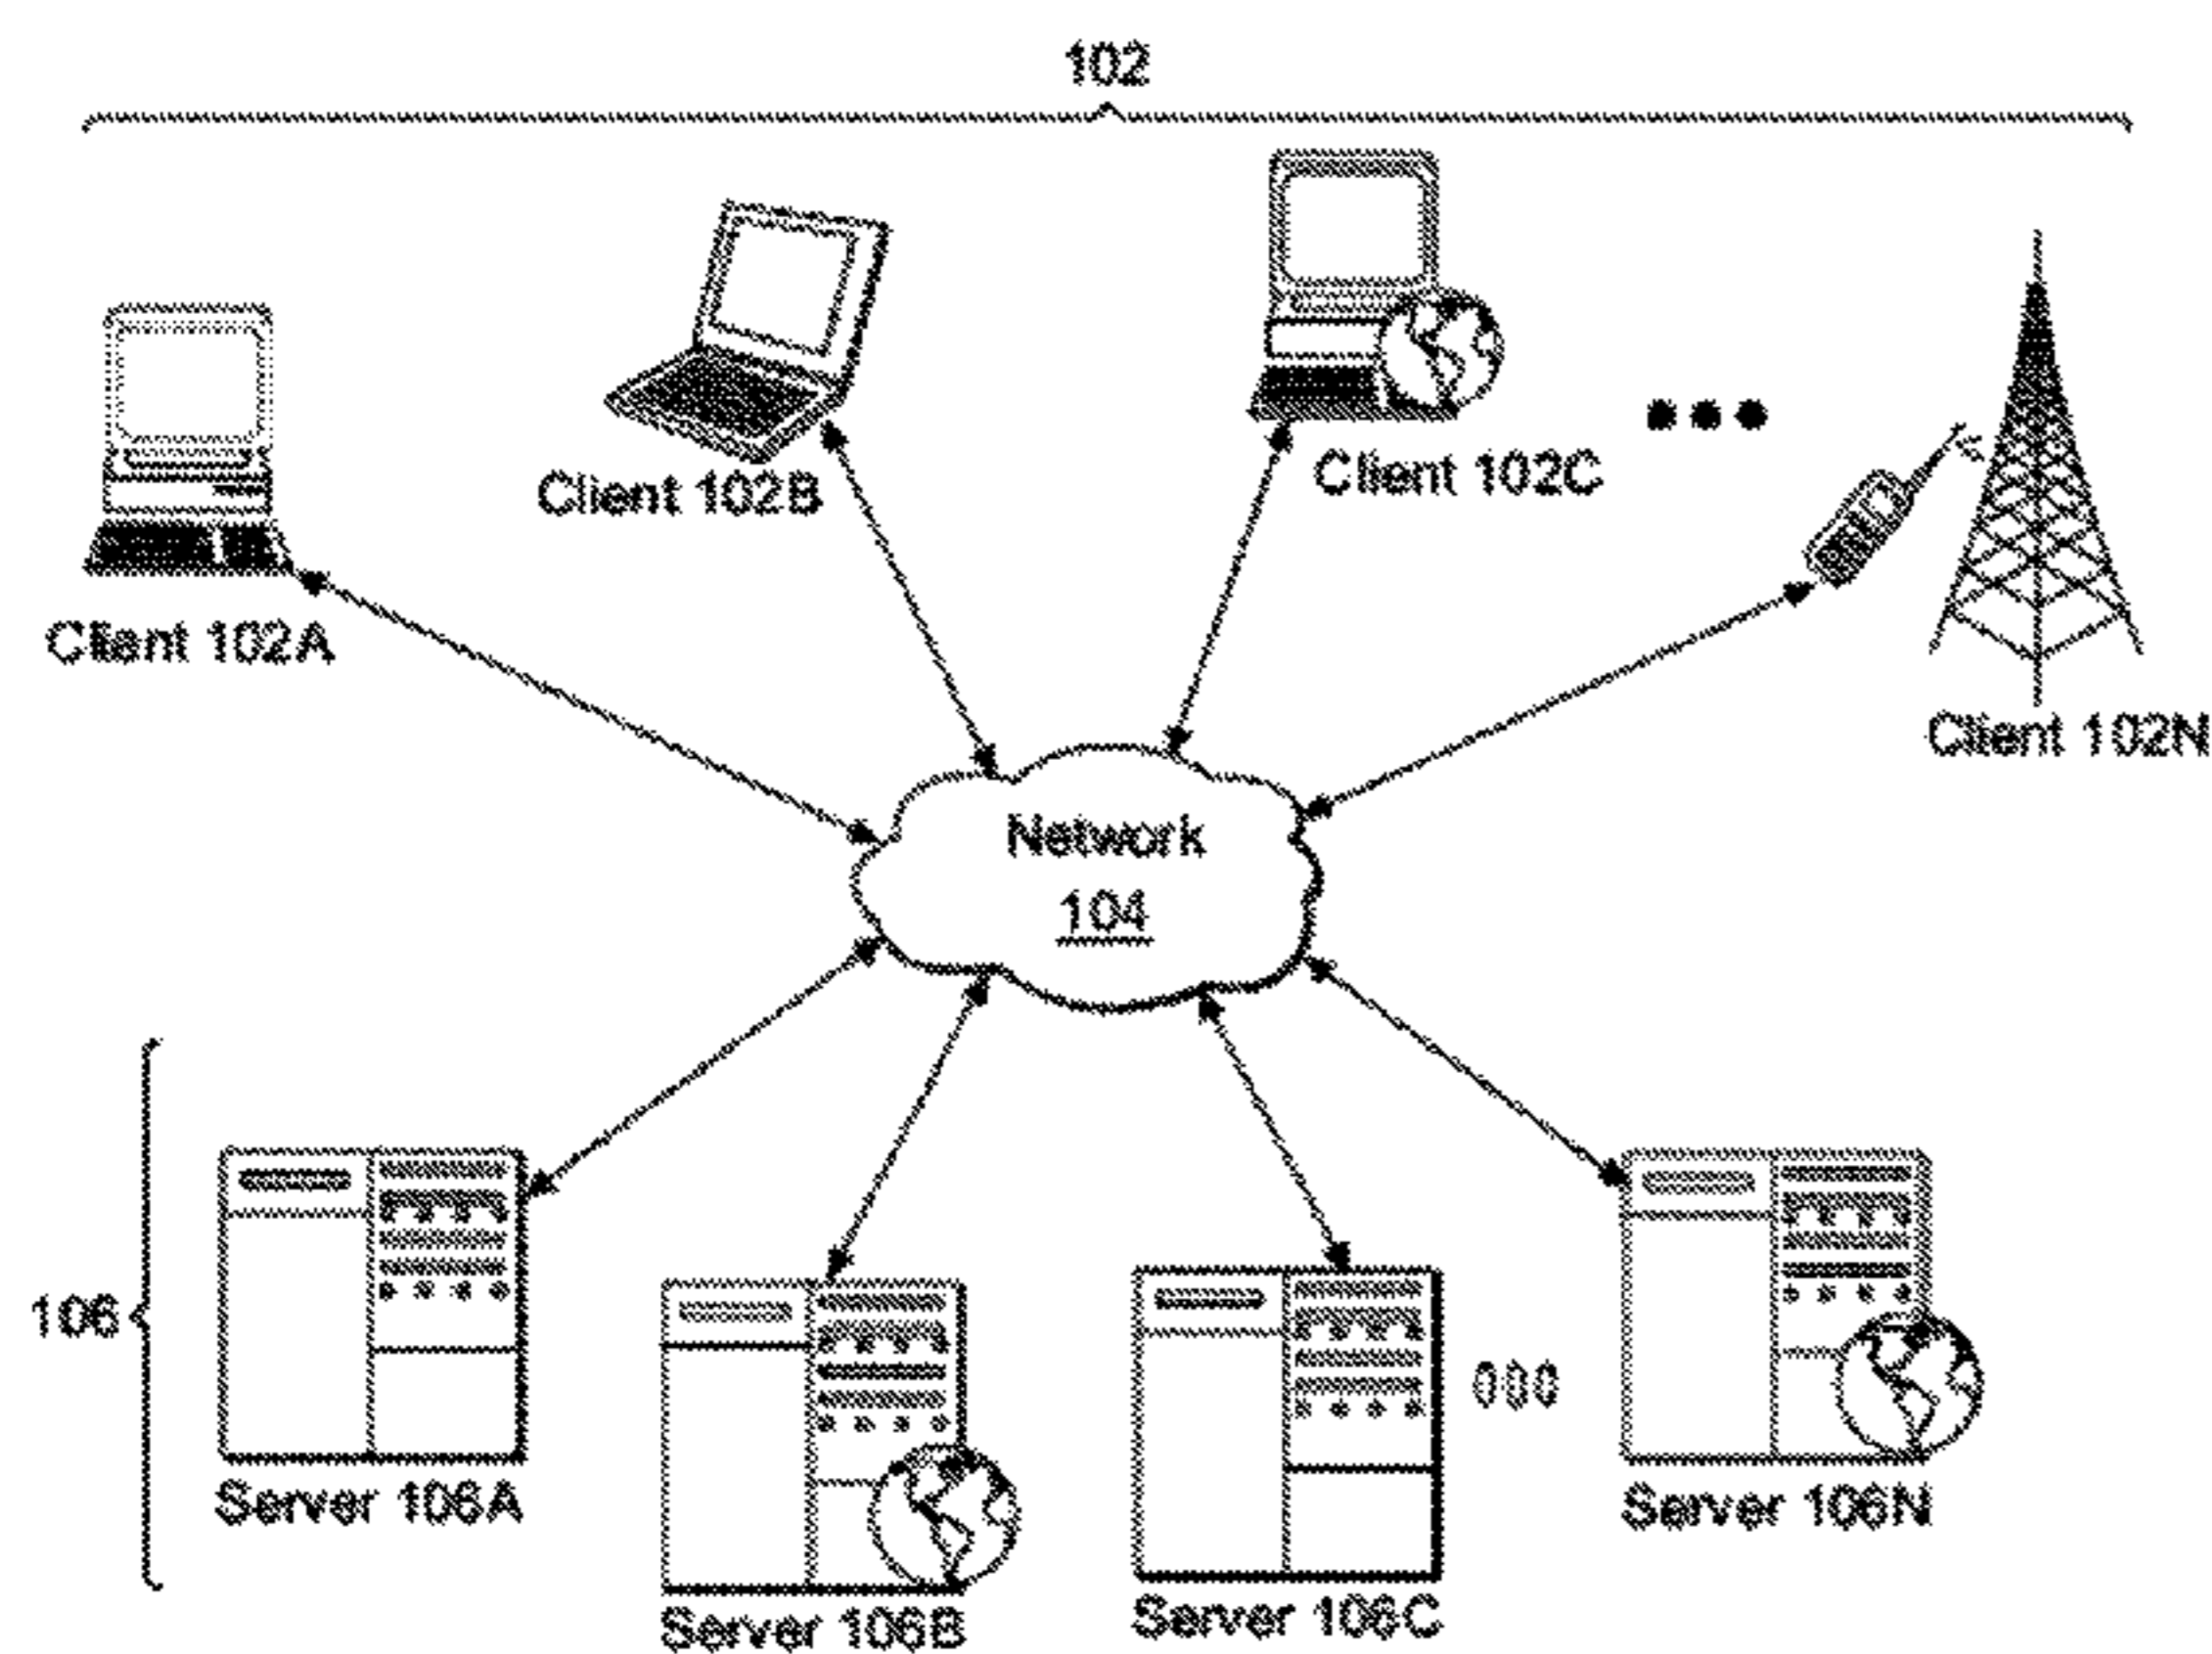 102
Client 102A
Client 102B
Client 102C
Client 102N
Network
104
106
Server 106A
Server 106B
Server 106C
Server 106N